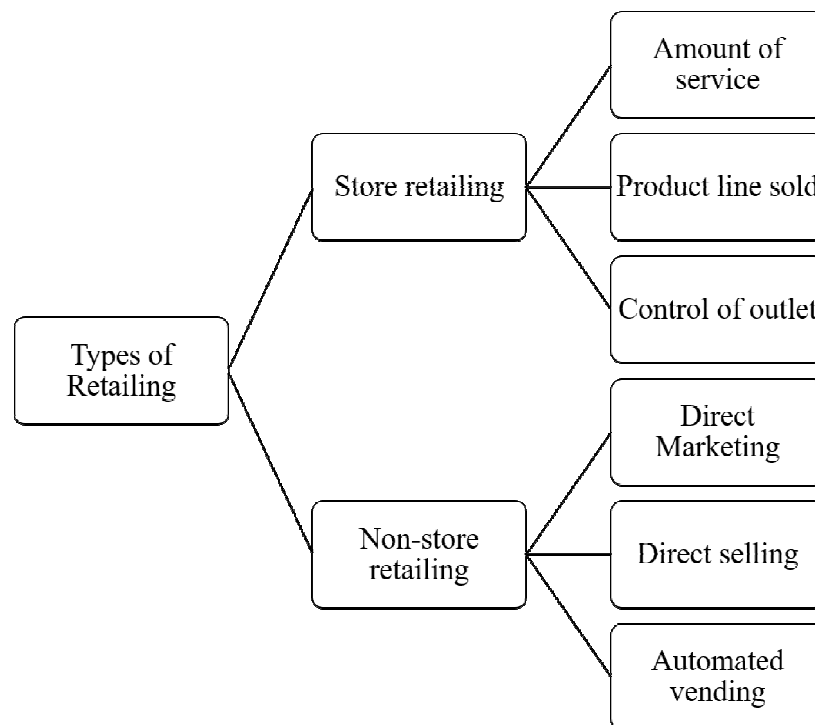 Amount of
service
Store retailing
Product line sold
Control of outlet
Types of
Retailing
Direct
Marketing
Non-store
retailing
Direct selling
Automated
vending